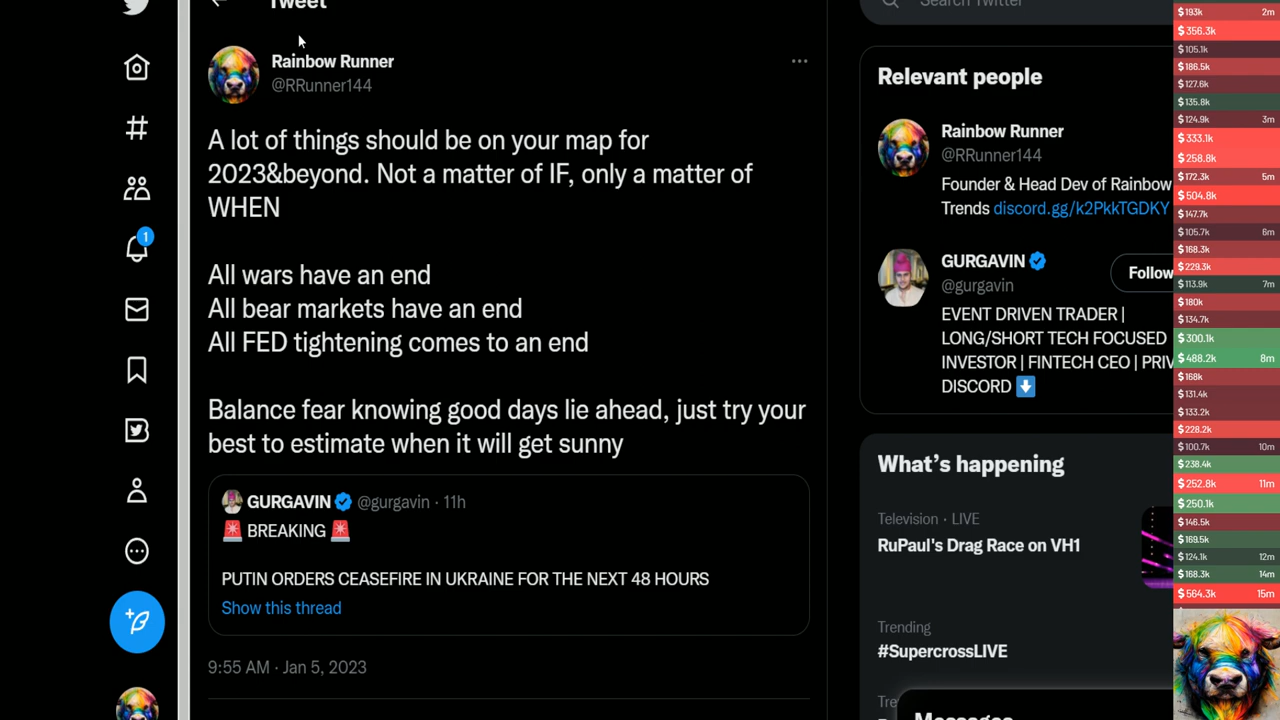 Tweet
Rainbow Runner
@RRunner144
A lot of things should be on your map for
2023&beyond. Not a matter of IF, only a matter of
WHEN
All wars have an end
All bear markets have an end
All FED tightening comes to an end
Balance fear knowing good days lie ahead, just try your
best to estimate when it will get sunny
GURGAVIN @gurgavin · 11h
🚨 BREAKING 🚨
PUTIN ORDERS CEASEFIRE IN UKRAINE FOR THE NEXT 48 HOURS
Show this thread
9:55 AM · Jan 5, 2023
1
Search Twitter
Relevant people
Rainbow Runner
@RRunner144
Founder & Head Dev of Rainbow
Trends discord.gg/k2PkkTGDKY
GURGAVIN
@gurgavin
Follow
EVENT DRIVEN TRADER |
LONG/SHORT TECH FOCUSED
INVESTOR | FINTECH CEO | PRIV
DISCORD ⬇️
What's happening
Television · LIVE
RuPaul's Drag Race on VH1
Trending
#SupercrossLIVE
Tre
Messages
$193k 2m
$356.3k
$105.1k
$186.5k
$127.6k
$135.8k
$124.9k 3m
$333.1k
$258.8k
$172.3k 5m
$504.8k
$147.7k
$105.7k 6m
$168.3k
$229.3k
$113.9k 7m
$180k
$134.7k
$300.1k
$488.2k 8m
$168k
$131.4k
$133.2k
$228.2k
$100.7k 10m
$238.4k
$252.8k 11m
$250.1k
$146.5k
$169.5k
$124.1k 12m
$168.3k 14m
$564.3k 15m